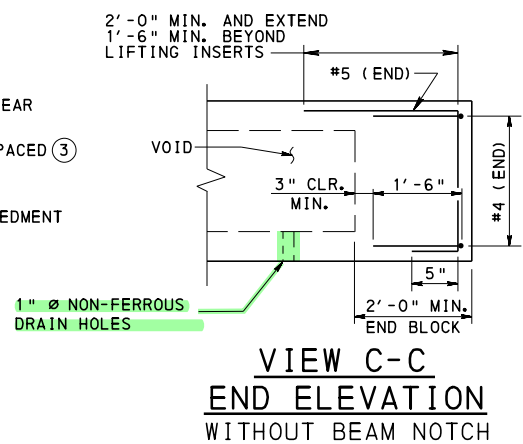 2'-0" MIN. AND EXTEND
1'-6" MIN. BEYOND
LIFTING INSERTS
#5 (END)
EAR
PACED 3
VOID
3" CLR.
MIN.
1'-6"
#4 (END)
EDMENT
5"
1" Ø NON-FERROUS
DRAIN HOLES
2'-0" MIN.
END BLOCK
VIEW C-C
END ELEVATION
WITHOUT BEAM NOTCH